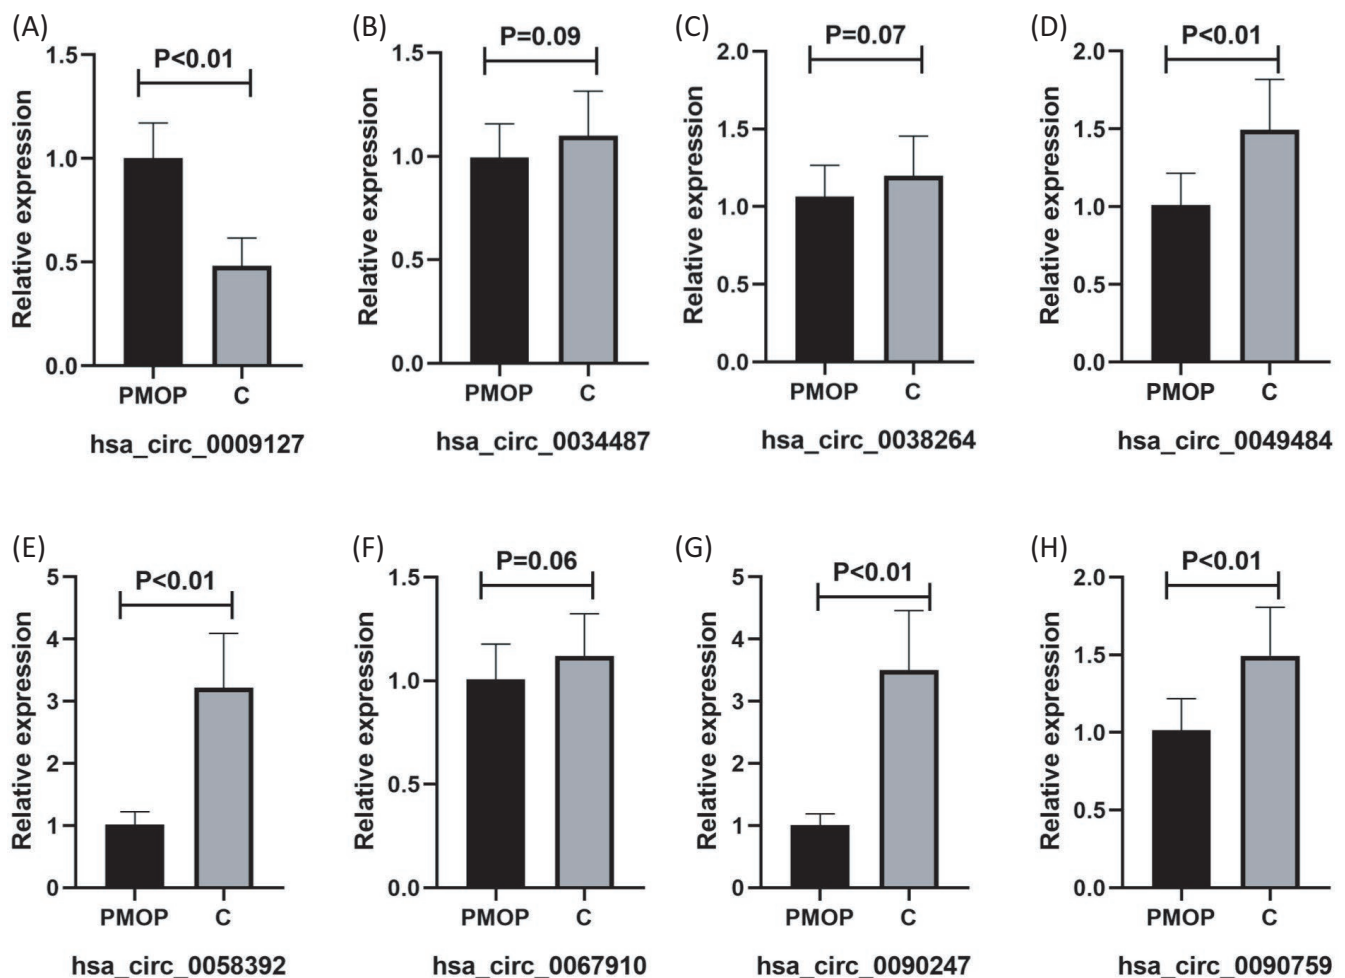 (A)
P<0.01
Relative expression
1.5
1.0
0.5
0.0
PMOP C
hsa_circ_0009127
(B)
P=0.09
Relative expression
1.5
1.0
0.5
0.0
PMOP C
hsa_circ_0034487
(C)
P=0.07
Relative expression
2.0
1.5
1.0
0.5
0.0
PMOP C
hsa_circ_0038264
(D)
P<0.01
Relative expression
2.0
1.5
1.0
0.5
0.0
PMOP C
hsa_circ_0049484
(E)
P<0.01
Relative expression
5
4
3
2
1
0
PMOP C
hsa_circ_0058392
(F)
P=0.06
Relative expression
1.5
1.0
0.5
0.0
PMOP C
hsa_circ_0067910
(G)
P<0.01
Relative expression
5
4
3
2
1
0
PMOP C
hsa_circ_0090247
(H)
P<0.01
Relative expression
2.0
1.5
1.0
0.5
0.0
PMOP C
hsa_circ_0090759